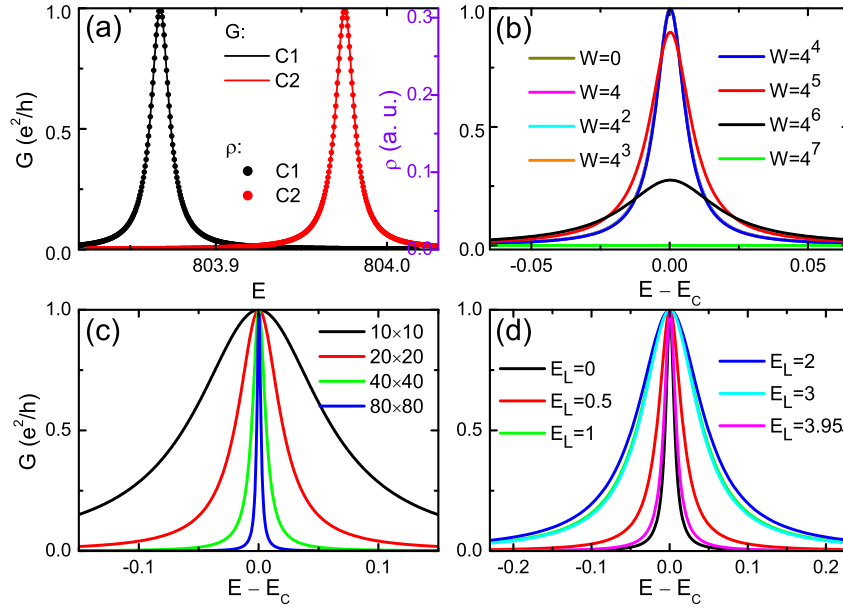 (a)
G:
C1
C2
ρ:
C1
C2
G (e²/h)
1.0
0.5
0.0
803.9
804.0
E
0.3
0.2
0.1
0.0
ρ (a. u.)
(b)
W=0
W=4
W=4²
W=4³
W=4⁴
W=4⁵
W=4⁶
W=4⁷
1.0
0.5
0.0
-0.05
0.00
0.05
E − E_C
(c)
10×10
20×20
40×40
80×80
G (e²/h)
1.0
0.5
0.0
-0.1
0.0
0.1
E − E_C
(d)
E_L=0
E_L=0.5
E_L=1
E_L=2
E_L=3
E_L=3.95
1.0
0.5
0.0
-0.2
-0.1
0.0
0.1
0.2
E − E_C